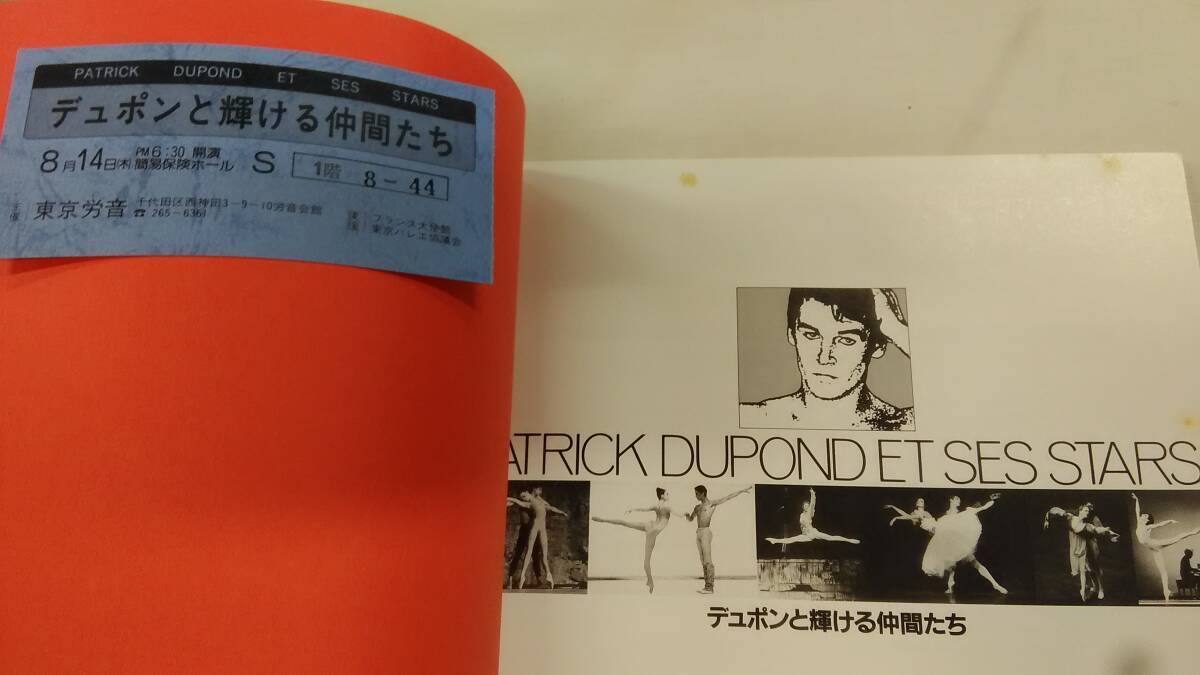 PATRICK DUPOND ET SES STARS
デュポンと輝ける仲間たち
8月14日㈭ PM6:30 開演 簡易保険ホール S 1階 8-44
主催 東京労音 千代田区西神田3-9-10労音会館
☎ 265-6361
後援 フランス大使館
東京バレエ協議会
ATRICK DUPOND ET SES STARS
デュポンと輝ける仲間たち